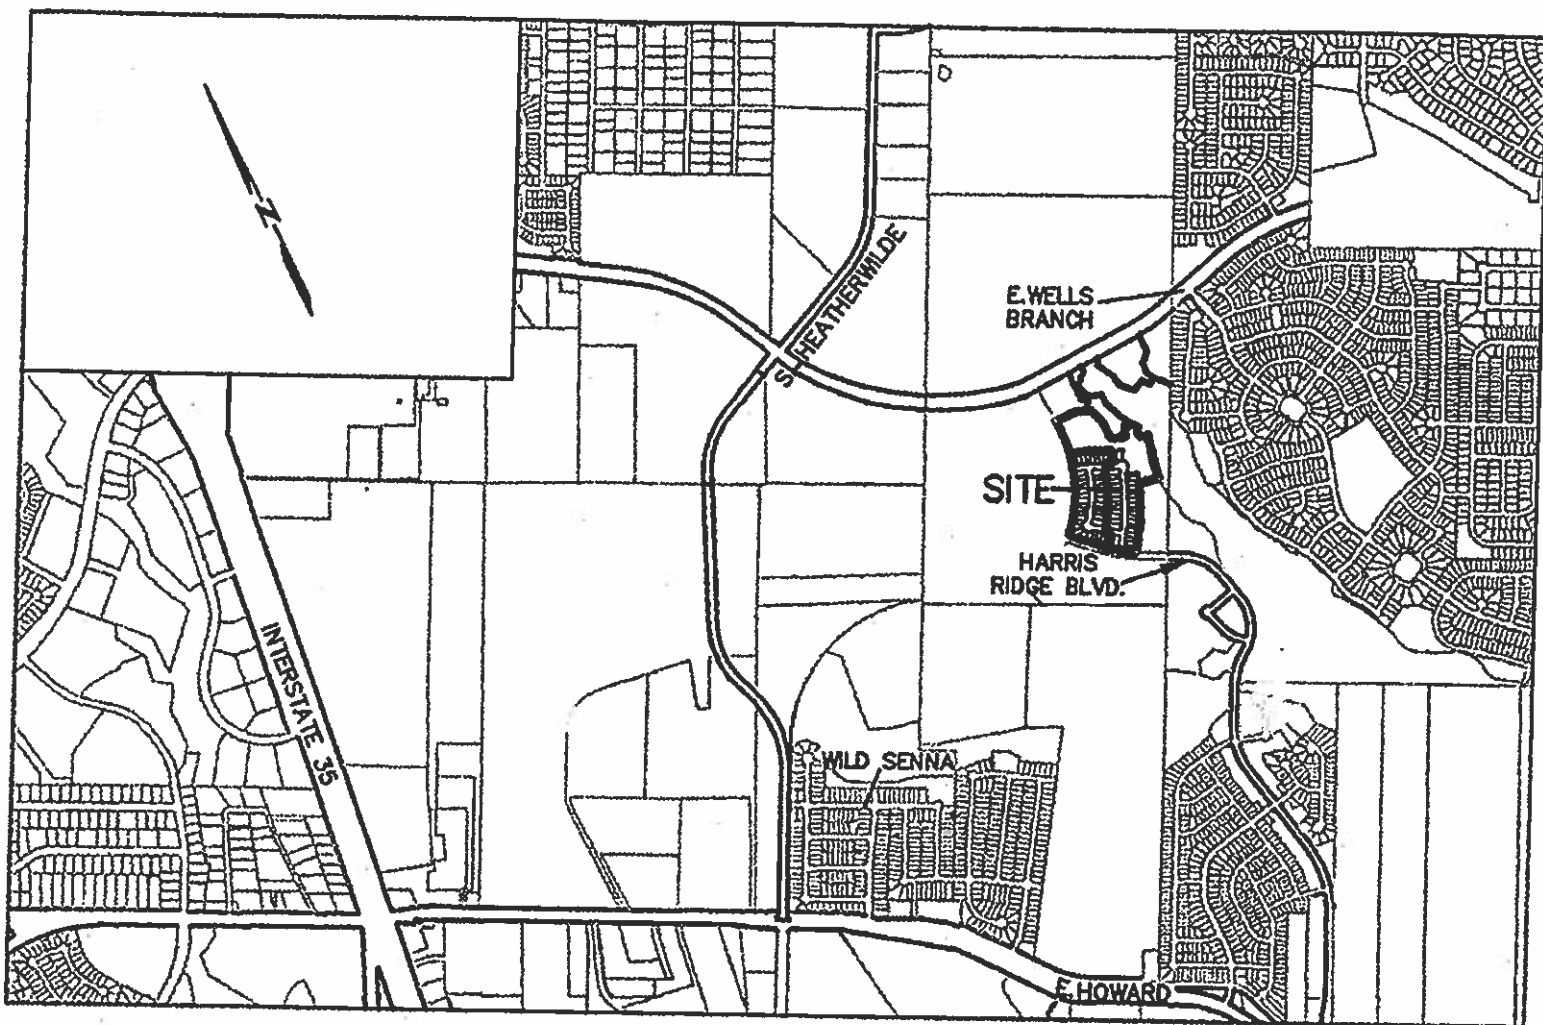 N
S HEATHERWILDE
E. WELLS
BRANCH
SITE
HARRIS
RIDGE BLVD.
INTERSTATE 35
WILD SENNA
E. HOWARD